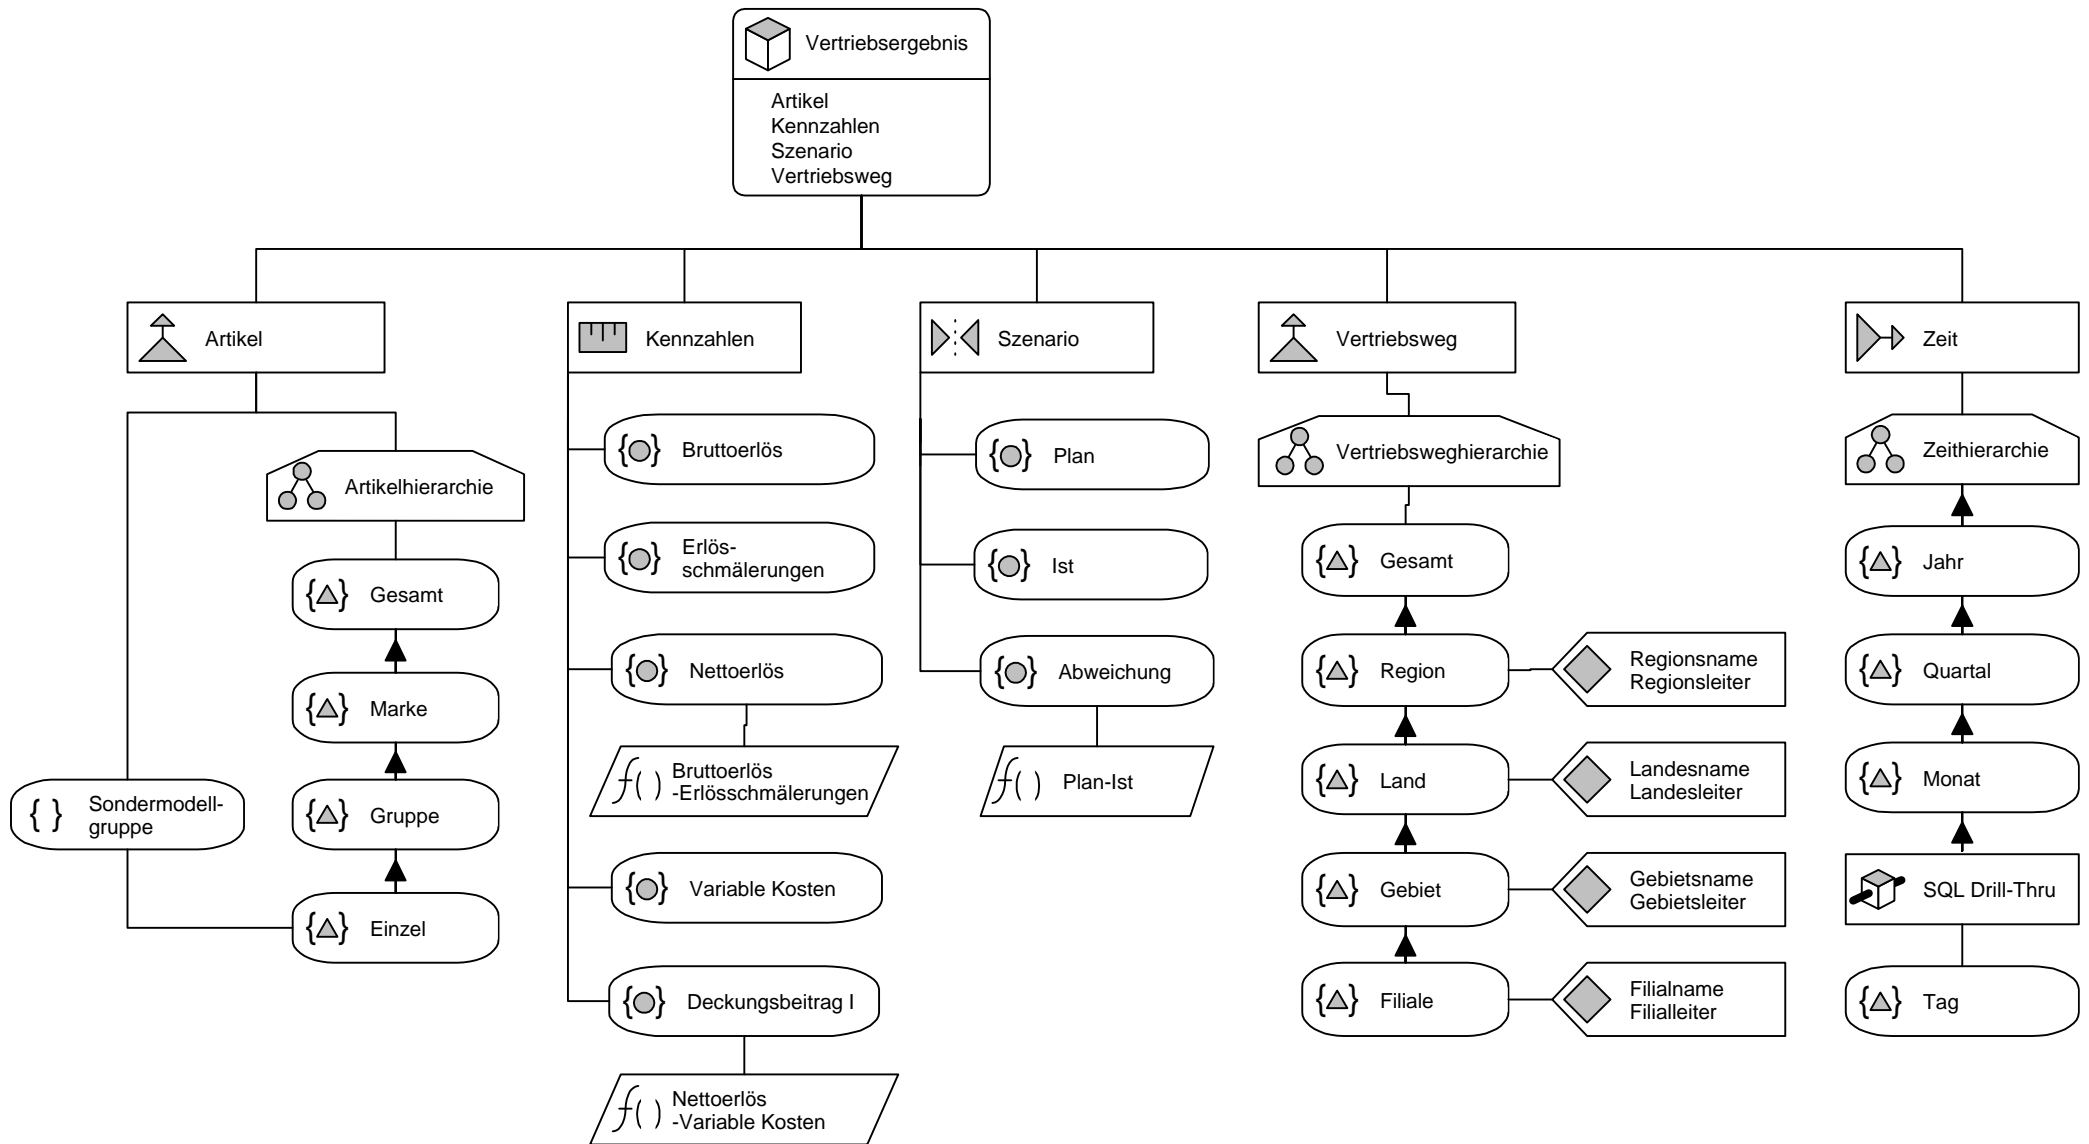 Vertriebsergebnis
Artikel
Kennzahlen
Szenario
Vertriebsweg
Artikel
Sondermodell-
gruppe
Artikelhierarchie
Gesamt
Marke
Gruppe
Einzel
Kennzahlen
Bruttoerlös
Erlös-
schmälerungen
Nettoerlös
f( ) Bruttoerlös
-Erlösschmälerungen
Variable Kosten
Deckungsbeitrag I
f( ) Nettoerlös
-Variable Kosten
Szenario
Plan
Ist
Abweichung
f( ) Plan-Ist
Vertriebsweg
Vertriebsweghierarchie
Gesamt
Region
Regionsname
Regionsleiter
Land
Landesname
Landesleiter
Gebiet
Gebietsname
Gebietsleiter
Filiale
Filialname
Filialleiter
Zeit
Zeithierarchie
Jahr
Quartal
Monat
SQL Drill-Thru
Tag